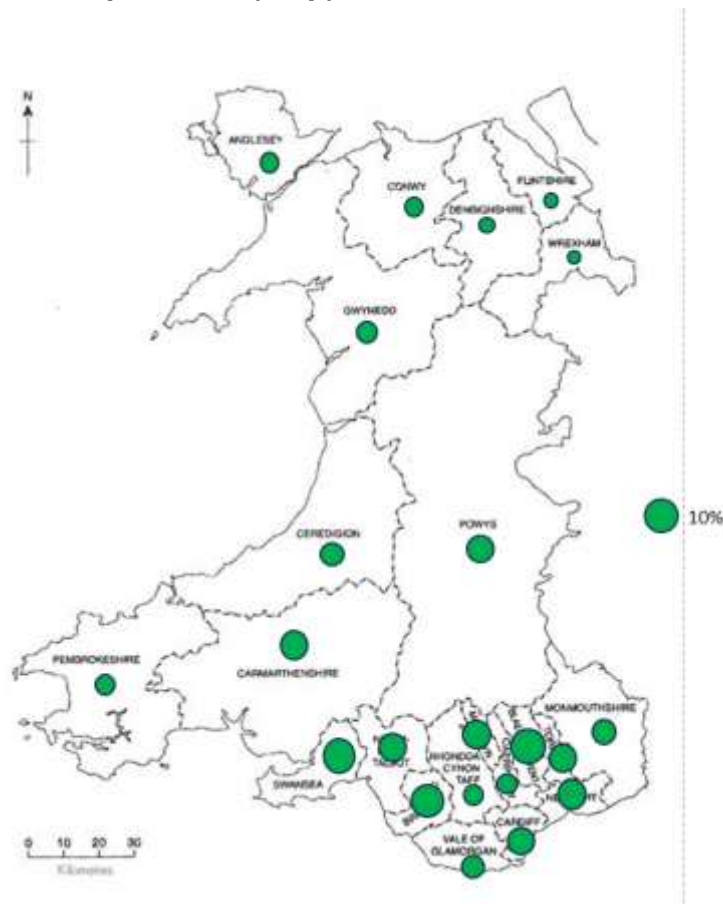 N
ANGLESEY
CONWY
FLINTSHIRE
DENBIGHSHIRE
WREXHAM
GWYNEDD
10%
POWYS
CEREDIGION
PEMBROKESHIRE
CARMARTHENSHIRE
MONMOUTHSHIRE
RHONDDA
CYNON
TAFF
SWANSEA
CARDIFF
VALE OF
GLAMORGAN
0 10 20 30
Kilometres